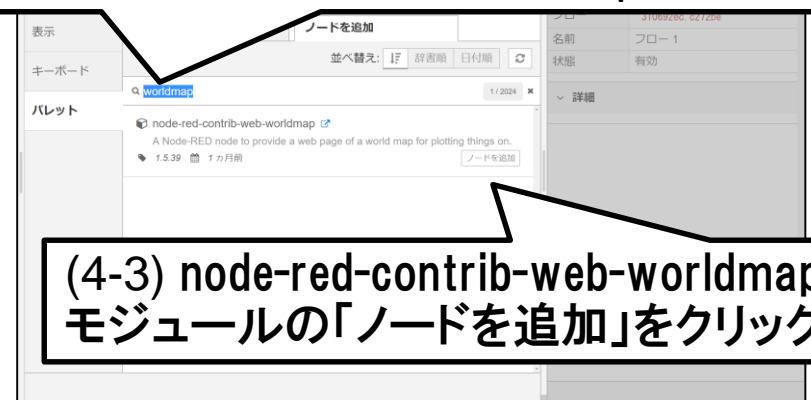 表示
キーボード
パレット
ノードを追加
並べ替え: 辞書順 日付順
worldmap 1 / 2024 ×
node-red-contrib-web-worldmap
A Node-RED node to provide a web page of a world map for plotting things on.
1.5.39 1 カ月前 ノードを追加
フロー 310692ec.c272be
名前 フロー 1
状態 有効
詳細
(4-3) node-red-contrib-web-worldmap
モジュールの「ノードを追加」をクリック